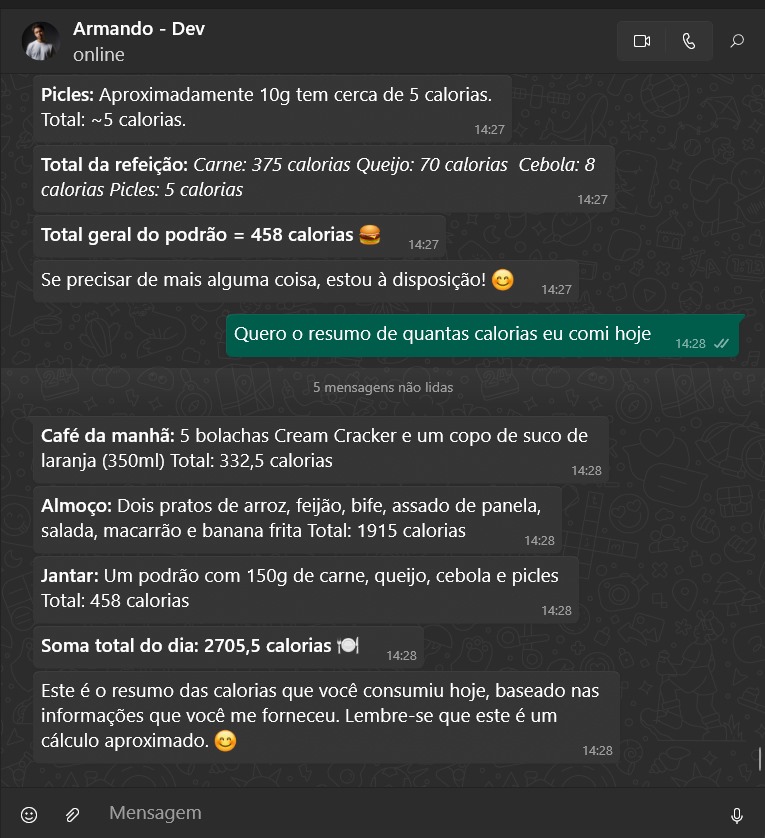 Armando - Dev
online
Picles: Aproximadamente 10g tem cerca de 5 calorias.
Total: ~5 calorias.
14:27
Total da refeição: Carne: 375 calorias Queijo: 70 calorias  Cebola: 8
calorias Picles: 5 calorias
14:27
Total geral do podrão = 458 calorias 🍔
14:27
Se precisar de mais alguma coisa, estou à disposição! 😊
14:27
Quero o resumo de quantas calorias eu comi hoje
14:28
5 mensagens não lidas
Café da manhã: 5 bolachas Cream Cracker e um copo de suco de
laranja (350ml) Total: 332,5 calorias
14:28
Almoço: Dois pratos de arroz, feijão, bife, assado de panela,
salada, macarrão e banana frita Total: 1915 calorias
14:28
Jantar: Um podrão com 150g de carne, queijo, cebola e picles
Total: 458 calorias
14:28
Soma total do dia: 2705,5 calorias 🍽️
14:28
Este é o resumo das calorias que você consumiu hoje, baseado nas
informações que você me forneceu. Lembre-se que este é um
cálculo aproximado. 😊
14:28
Mensagem